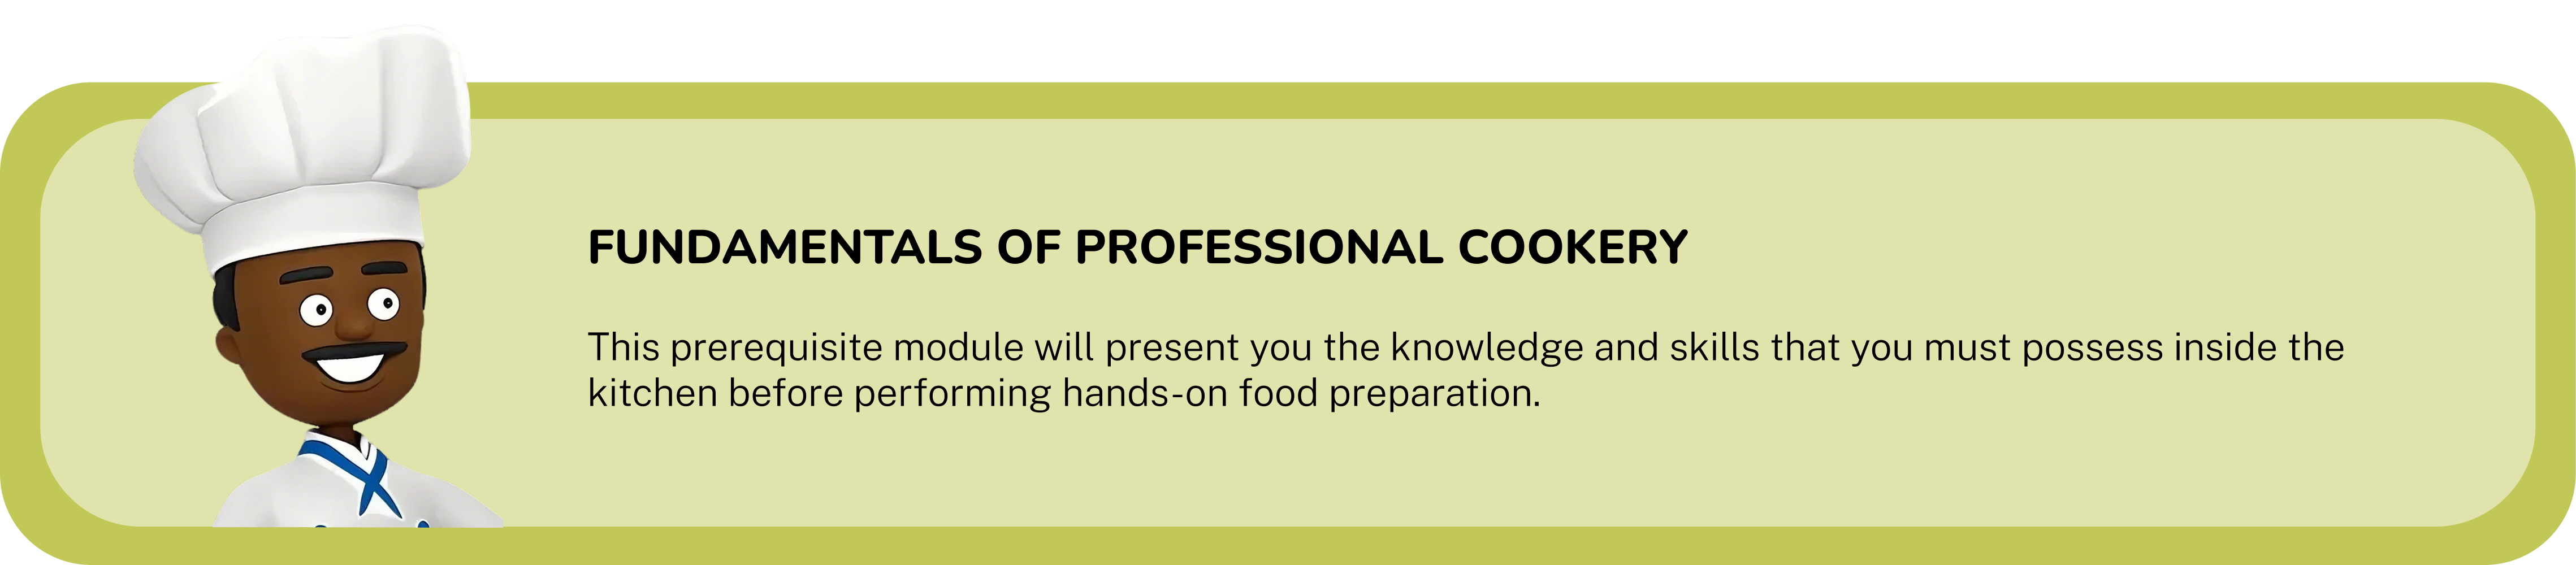 FUNDAMENTALS OF PROFESSIONAL COOKERY
This prerequisite module will present you the knowledge and skills that you must possess inside the
kitchen before performing hands-on food preparation.